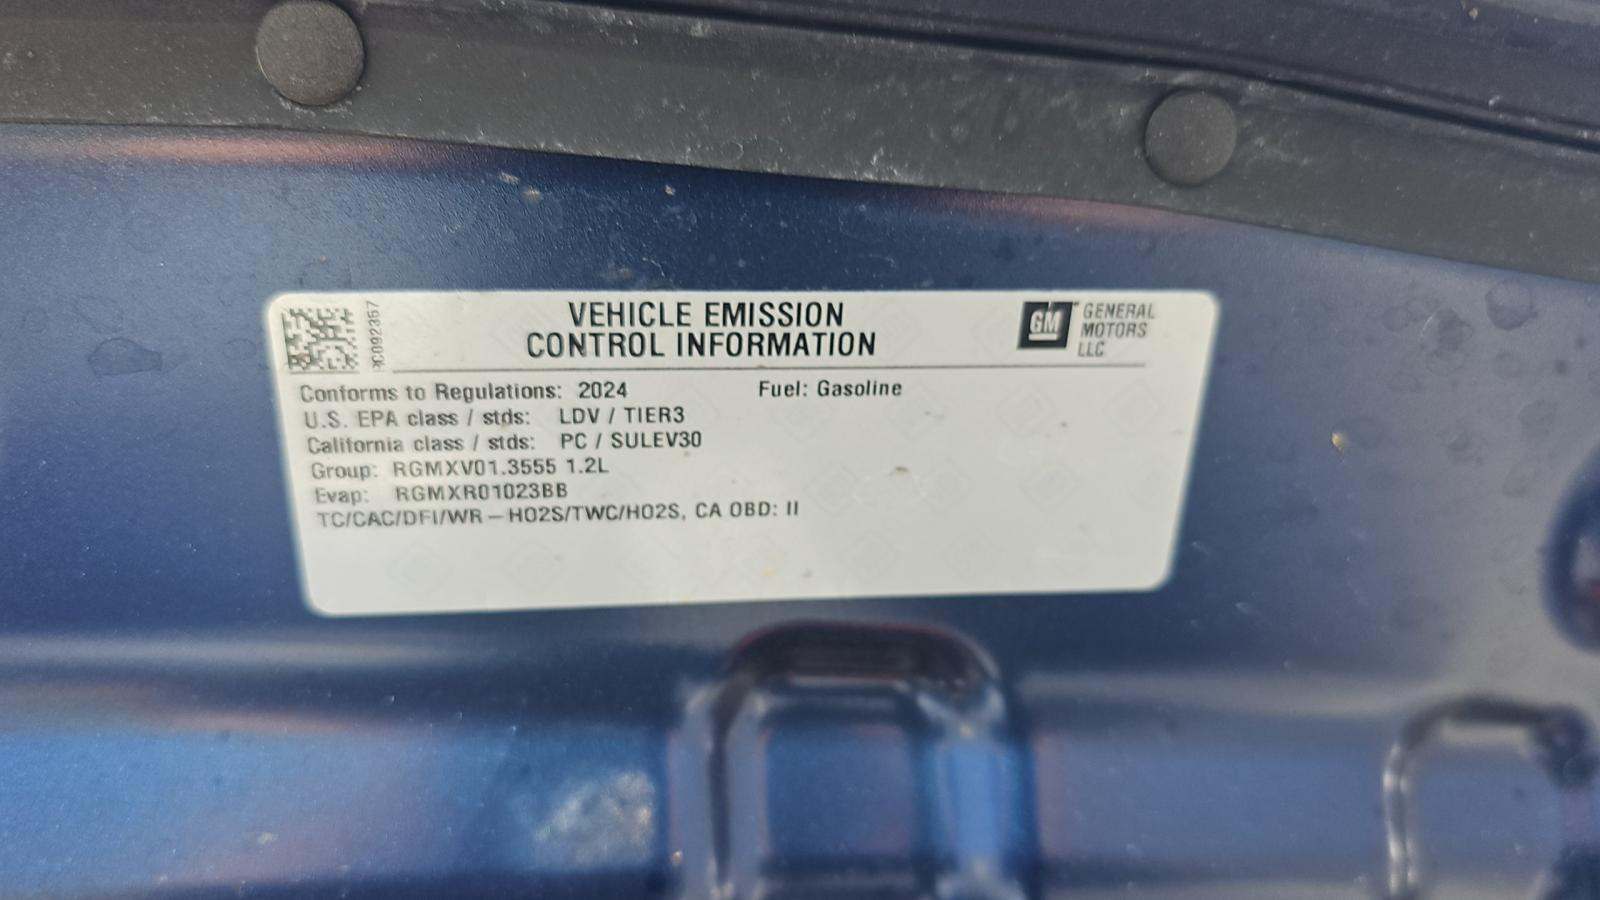 VEHICLE EMISSION
CONTROL INFORMATION
GM GENERAL
MOTORS
LLC
Conforms to Regulations: 2024 Fuel: Gasoline
U.S. EPA class / stds: LDV / TIER3
California class / stds: PC / SULEV30
Group: RGMXV01.3555 1.2L
Evap: RGMXR01023BB
TC/CAC/DFI/WR – HO2S/TWC/HO2S, CA OBD: II